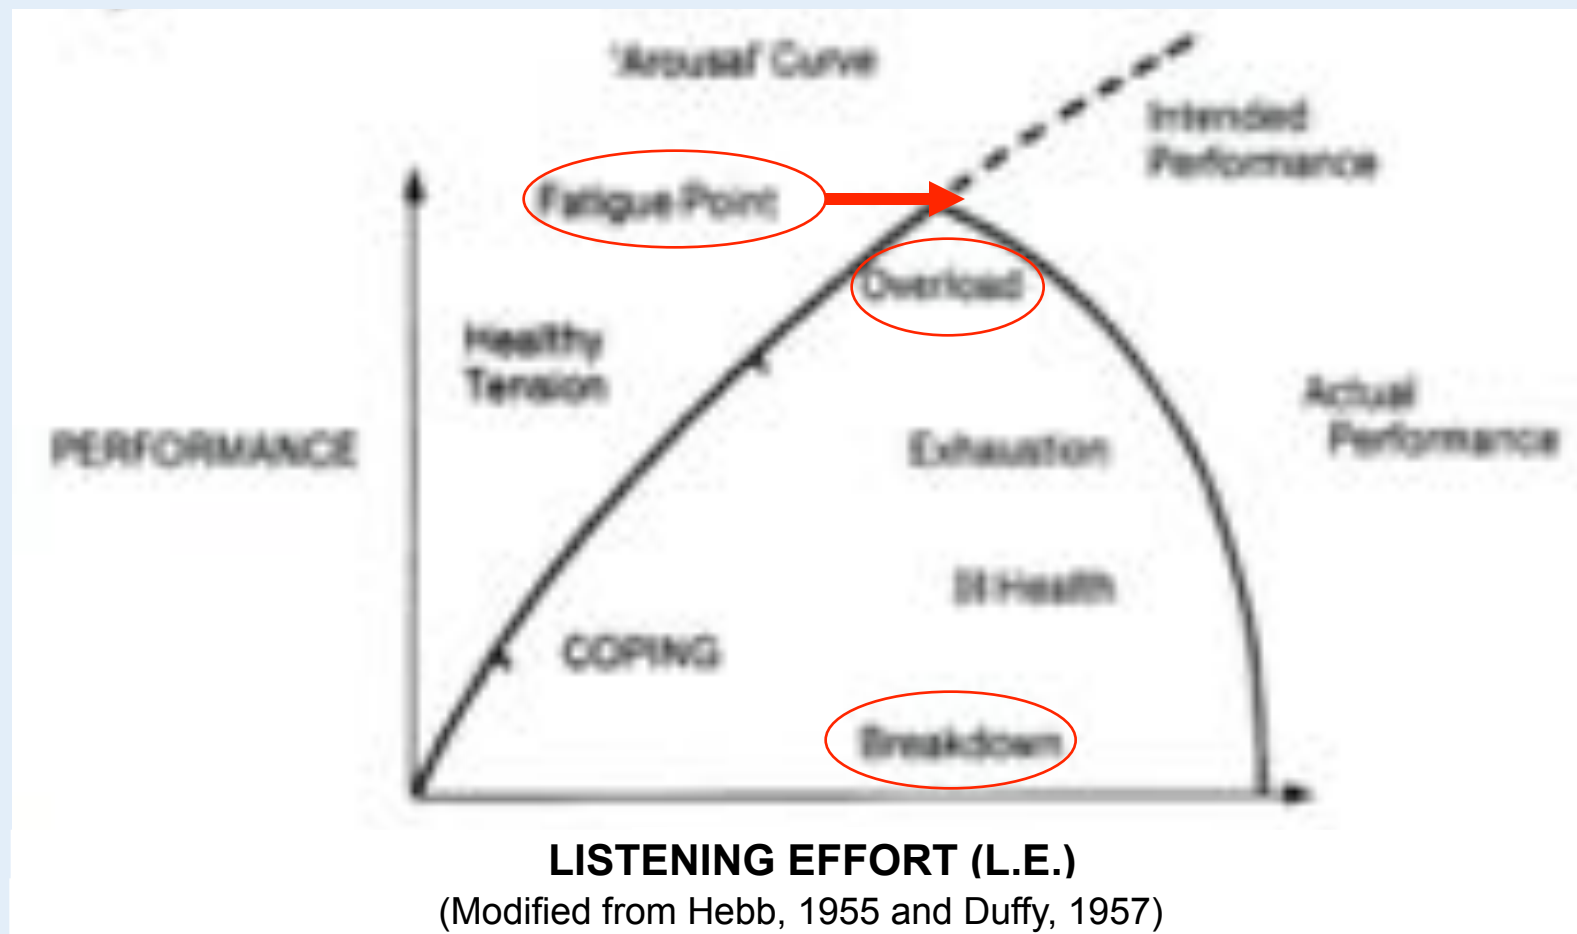 'Arousal' Curve
Intended
Performance
Fatigue Point
Overload
Healthy
Tension
Actual
Performance
PERFORMANCE
Exhaustion
Ill Health
COPING
Breakdown
LISTENING EFFORT (L.E.)
(Modified from Hebb, 1955 and Duffy, 1957)